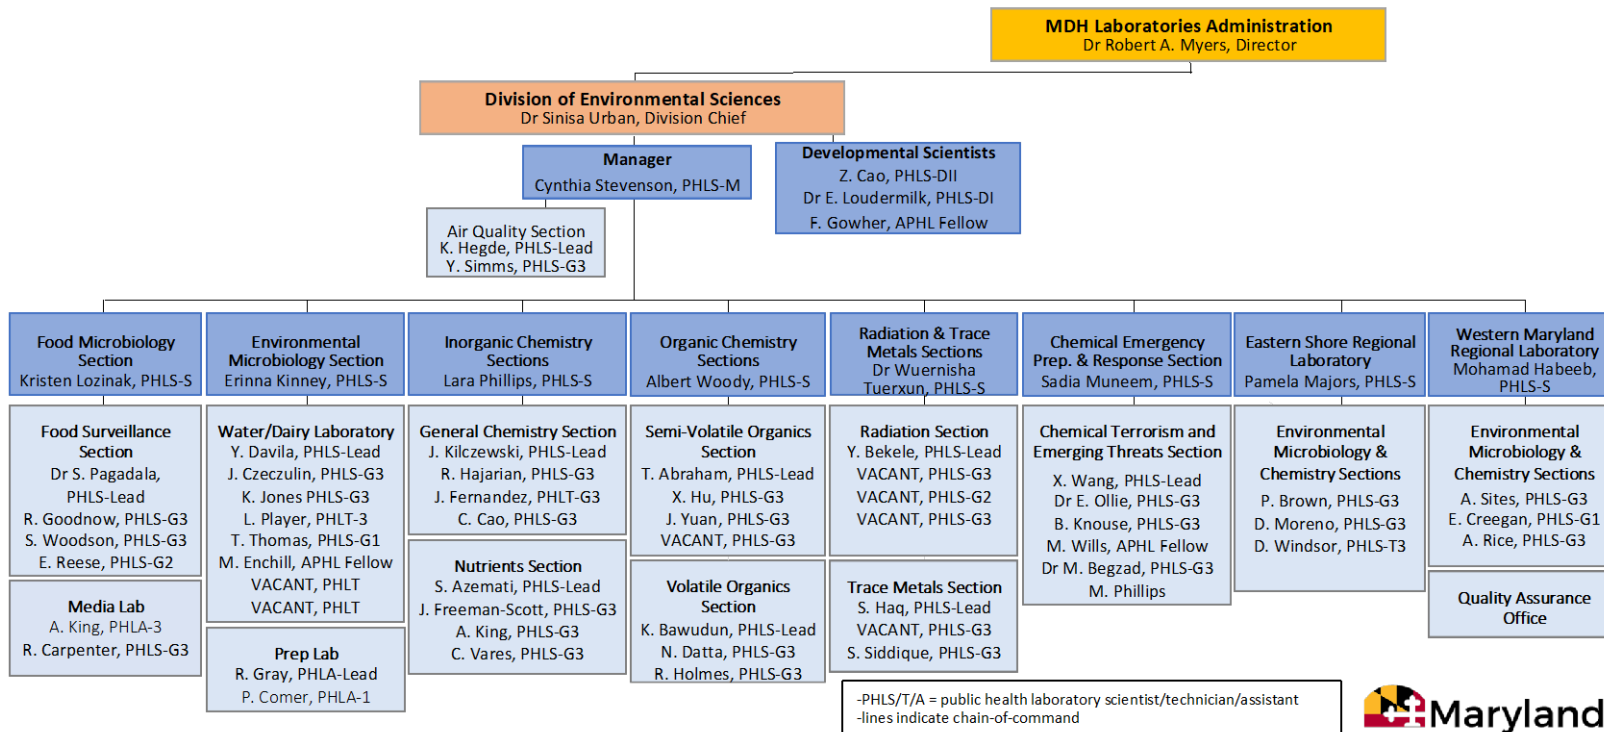 MDH Laboratories Administration
Dr Robert A. Myers, Director
Division of Environmental Sciences
Dr Sinisa Urban, Division Chief
Manager
Cynthia Stevenson, PHLS-M
Developmental Scientists
Z. Cao, PHLS-DII
Dr E. Loudermilk, PHLS-DI
F. Gowher, APHL Fellow
Air Quality Section
K. Hegde, PHLS-Lead
Y. Simms, PHLS-G3
Food Microbiology
Section
Kristen Lozinak, PHLS-S
Environmental
Microbiology Section
Erinna Kinney, PHLS-S
Inorganic Chemistry
Sections
Lara Phillips, PHLS-S
Organic Chemistry
Sections
Albert Woody, PHLS-S
Radiation & Trace
Metals Sections
Dr Wuernisha
Tuerxun, PHLS-S
Chemical Emergency
Prep. & Response Section
Sadia Muneem, PHLS-S
Eastern Shore Regional
Laboratory
Pamela Majors, PHLS-S
Western Maryland
Regional Laboratory
Mohamad Habeeb,
PHLS-S
Food Surveillance
Section
Dr S. Pagadala,
PHLS-Lead
R. Goodnow, PHLS-G3
S. Woodson, PHLS-G3
E. Reese, PHLS-G2
Media Lab
A. King, PHLA-3
R. Carpenter, PHLS-G3
Water/Dairy Laboratory
Y. Davila, PHLS-Lead
J. Czeczulin, PHLS-G3
K. Jones PHLS-G3
L. Player, PHLT-3
T. Thomas, PHLS-G1
M. Enchill, APHL Fellow
VACANT, PHLT
VACANT, PHLT
Prep Lab
R. Gray, PHLA-Lead
P. Comer, PHLA-1
General Chemistry Section
J. Kilczewski, PHLS-Lead
R. Hajarian, PHLS-G3
J. Fernandez, PHLT-G3
C. Cao, PHLS-G3
Nutrients Section
S. Azemati, PHLS-Lead
J. Freeman-Scott, PHLS-G3
A. King, PHLS-G3
C. Vares, PHLS-G3
Semi-Volatile Organics
Section
T. Abraham, PHLS-Lead
X. Hu, PHLS-G3
J. Yuan, PHLS-G3
VACANT, PHLS-G3
Volatile Organics
Section
K. Bawudun, PHLS-Lead
N. Datta, PHLS-G3
R. Holmes, PHLS-G3
Radiation Section
Y. Bekele, PHLS-Lead
VACANT, PHLS-G3
VACANT, PHLS-G2
VACANT, PHLS-G3
Trace Metals Section
S. Haq, PHLS-Lead
VACANT, PHLS-G3
S. Siddique, PHLS-G3
Chemical Terrorism and
Emerging Threats Section
X. Wang, PHLS-Lead
Dr E. Ollie, PHLS-G3
B. Knouse, PHLS-G3
M. Wills, APHL Fellow
Dr M. Begzad, PHLS-G3
M. Phillips
Environmental
Microbiology &
Chemistry Sections
P. Brown, PHLS-G3
D. Moreno, PHLS-G3
D. Windsor, PHLS-T3
Environmental
Microbiology &
Chemistry Sections
A. Sites, PHLS-G3
E. Creegan, PHLS-G1
A. Rice, PHLS-G3
Quality Assurance
Office
-PHLS/T/A = public health laboratory scientist/technician/assistant
-lines indicate chain-of-command
Maryland